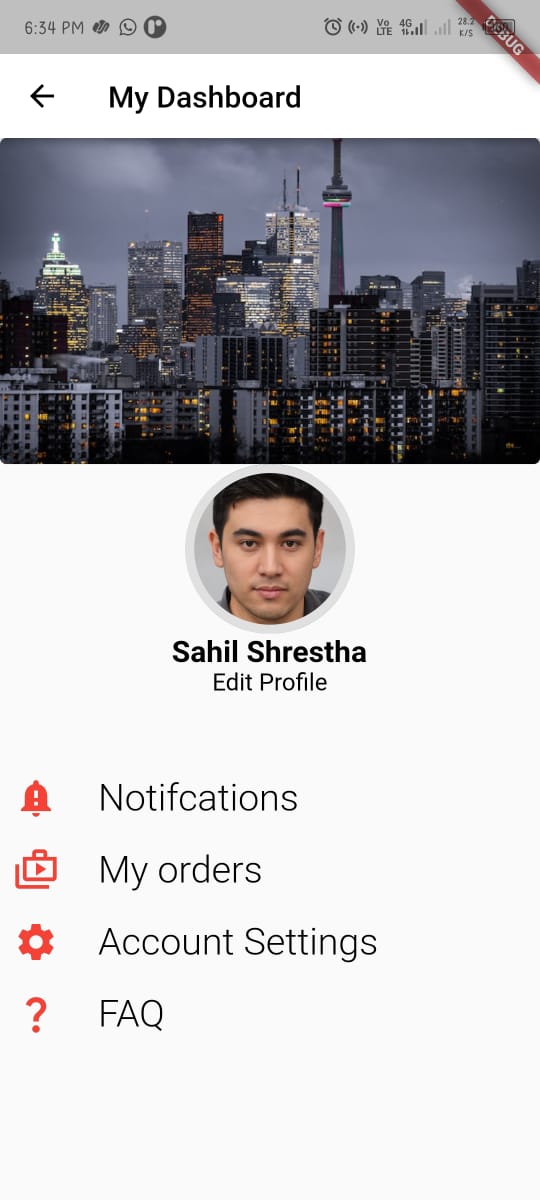 6:34 PM Vo LTE 4G 28.2 K/S
DEBUG
My Dashboard
Sahil Shrestha
Edit Profile
Notifcations
My orders
Account Settings
FAQ